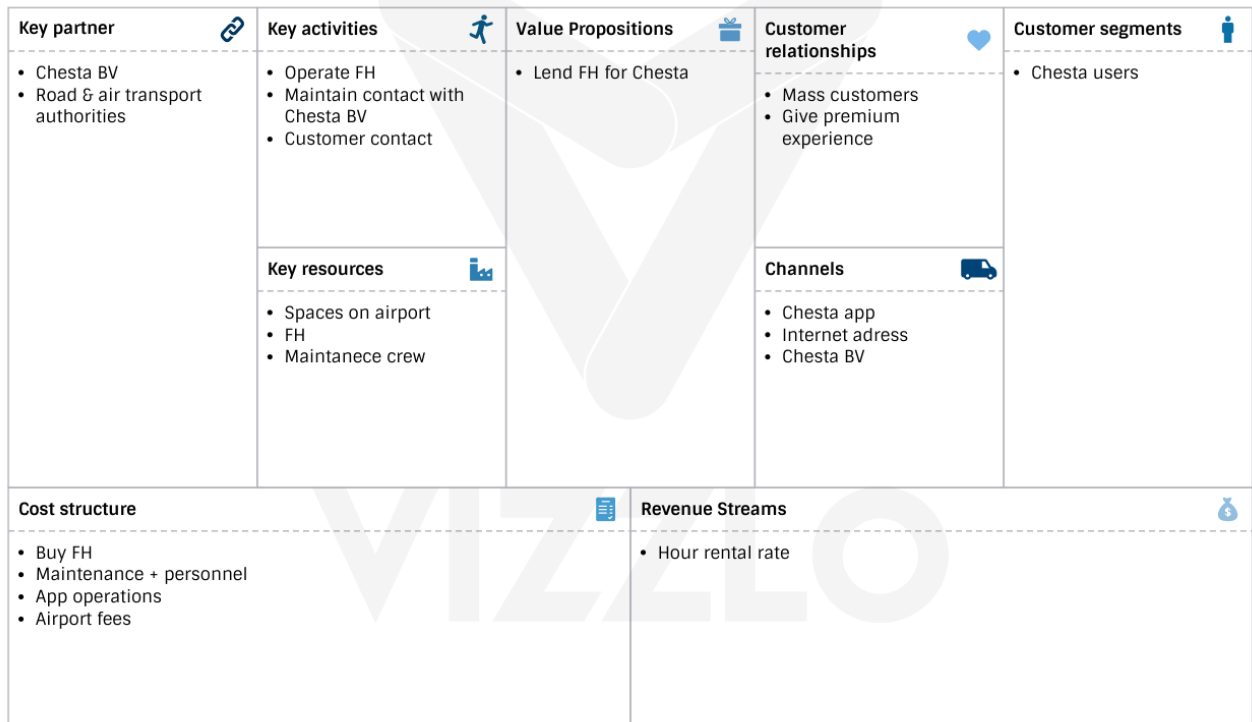 Key partner
• Chesta BV
• Road & air transport
authorities
Key activities
• Operate FH
• Maintain contact with
Chesta BV
• Customer contact
Key resources
• Spaces on airport
• FH
• Maintanece crew
Value Propositions
• Lend FH for Chesta
Customer
relationships
• Mass customers
• Give premium
experience
Channels
• Chesta app
• Internet adress
• Chesta BV
Customer segments
• Chesta users
Cost structure
• Buy FH
• Maintenance + personnel
• App operations
• Airport fees
Revenue Streams
• Hour rental rate
VIZZLO